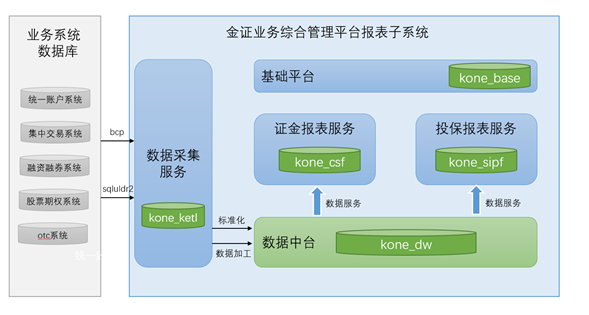 业务系统
数据库
统一账户系统
集中交易系统
融资融券系统
股票期权系统
otc系统
bcp
sqluldr2
金证业务综合管理平台报表子系统
数据采集
服务
kone_ketl
标准化
数据加工
基础平台
kone_base
证金报表服务
kone_csf
投保报表服务
kone_sipf
数据服务
数据服务
数据中台
kone_dw